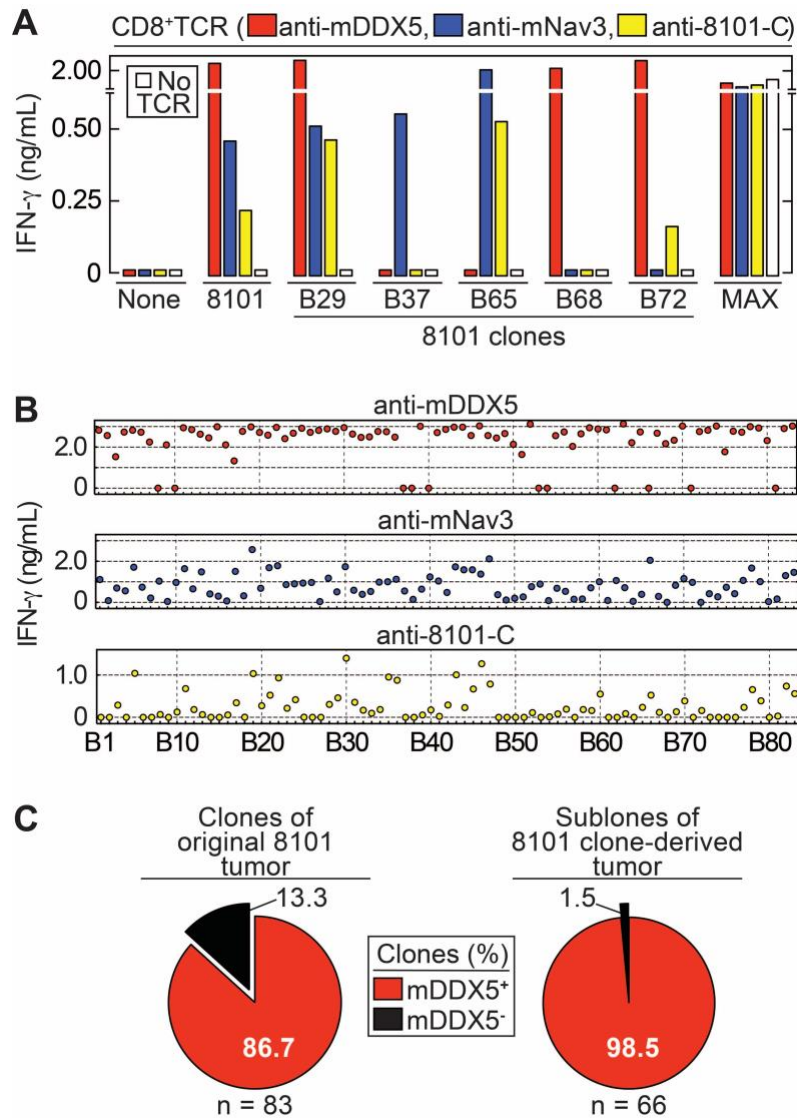 A
CD8+TCR ( anti-mDDX5, anti-mNav3, anti-8101-C)
No
TCR
IFN-γ (ng/mL)
2.00
0.50
0.25
0
None 8101 B29 B37 B65 B68 B72 MAX
8101 clones
B
anti-mDDX5
2.0
0
anti-mNav3
2.0
0
IFN-γ (ng/mL)
anti-8101-C
1.0
0
B1 B10 B20 B30 B40 B50 B60 B70 B80
C
Clones of
original 8101
tumor
13.3
86.7
n = 83
Clones (%)
mDDX5+
mDDX5-
Sublones of
8101 clone-derived
tumor
1.5
98.5
n = 66